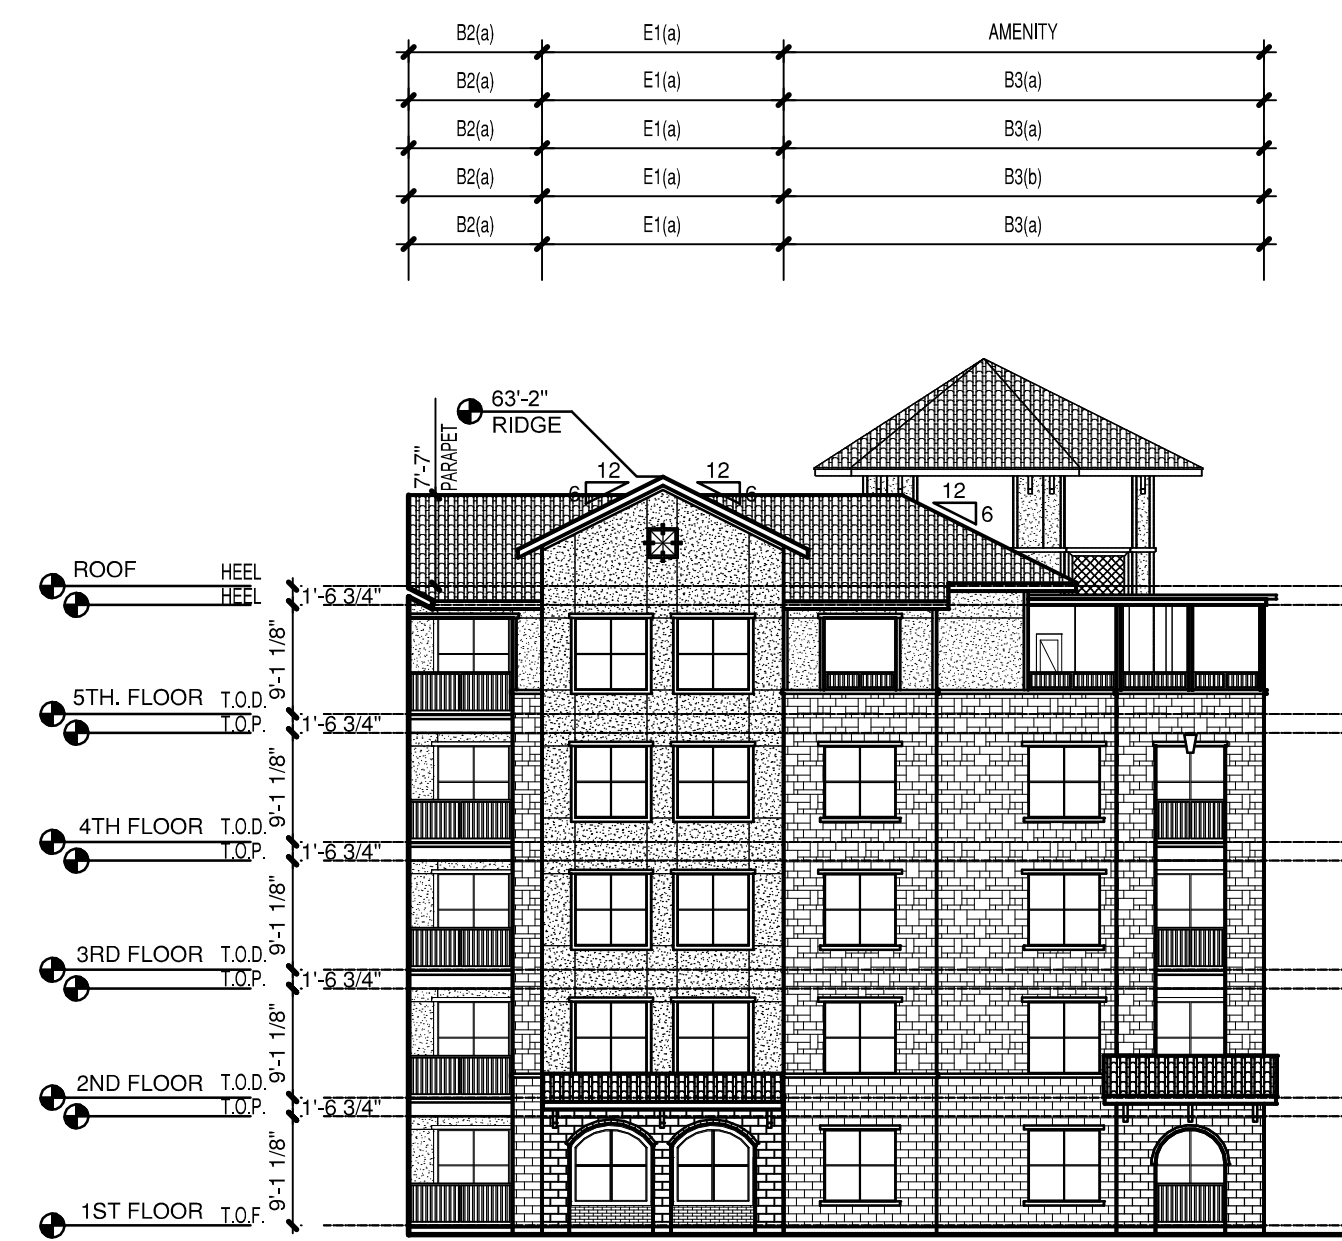 B2(a) E1(a) AMENITY
B2(a) E1(a) B3(a)
B2(a) E1(a) B3(a)
B2(a) E1(a) B3(b)
B2(a) E1(a) B3(a)
63'-2"
RIDGE
7'-7"
PARAPET
12
6
12
6
12
6
ROOF HEEL
HEEL
1'-6 3/4"
9'-1 1/8"
5TH. FLOOR T.O.D.
T.O.P.
1'-6 3/4"
9'-1 1/8"
4TH FLOOR T.O.D.
T.O.P.
1'-6 3/4"
9'-1 1/8"
3RD FLOOR T.O.D.
T.O.P.
1'-6 3/4"
9'-1 1/8"
2ND FLOOR T.O.D.
T.O.P.
1'-6 3/4"
9'-1 1/8"
1ST FLOOR T.O.F.